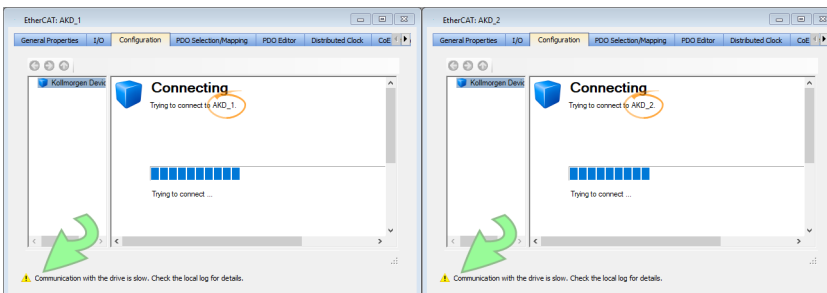 EtherCAT: AKD_1
General Properties I/O Configuration PDO Selection/Mapping PDO Editor Distributed Clock CoE
Kollmorgen Devic
Connecting
Trying to connect to AKD_1.
Trying to connect ...
Communication with the drive is slow. Check the local log for details.
EtherCAT: AKD_2
General Properties I/O Configuration PDO Selection/Mapping PDO Editor Distributed Clock CoE
Kollmorgen Devic
Connecting
Trying to connect to AKD_2.
Trying to connect ...
Communication with the drive is slow. Check the local log for details.